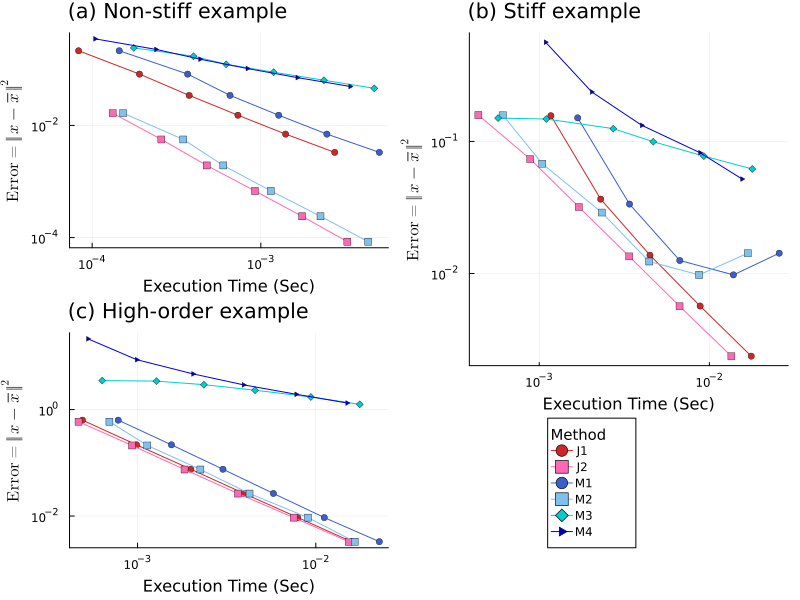 (a) Non-stiff example
Error = ‖x − x̅‖²
10⁻²
10⁻⁴
10⁻⁴
10⁻³
Execution Time (Sec)
(b) Stiff example
Error = ‖x − x̅‖²
10⁻¹
10⁻²
10⁻³
10⁻²
Execution Time (Sec)
(c) High-order example
Error = ‖x − x̅‖²
10⁰
10⁻²
10⁻³
10⁻²
Execution Time (Sec)
Method
J1
J2
M1
M2
M3
M4